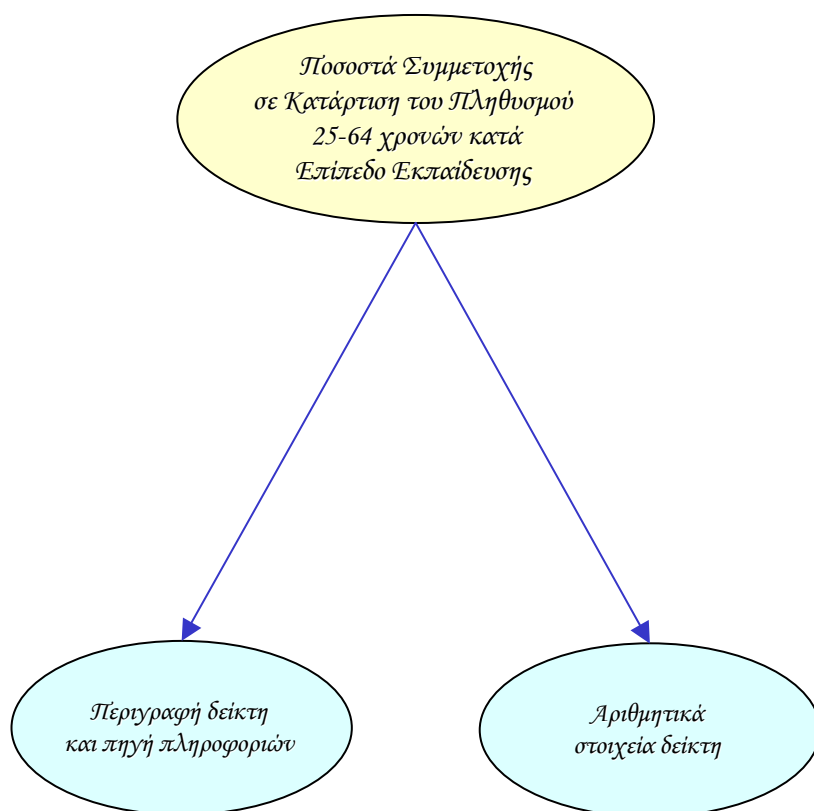 Ποσοστά Συμμετοχής
σε Κατάρτιση του Πληθυσμού
25-64 χρονών κατά
Επίπεδο Εκπαίδευσης
Περιγραφή δείκτη
και πηγή πληροφοριών
Αριθμητικά
στοιχεία δείκτη